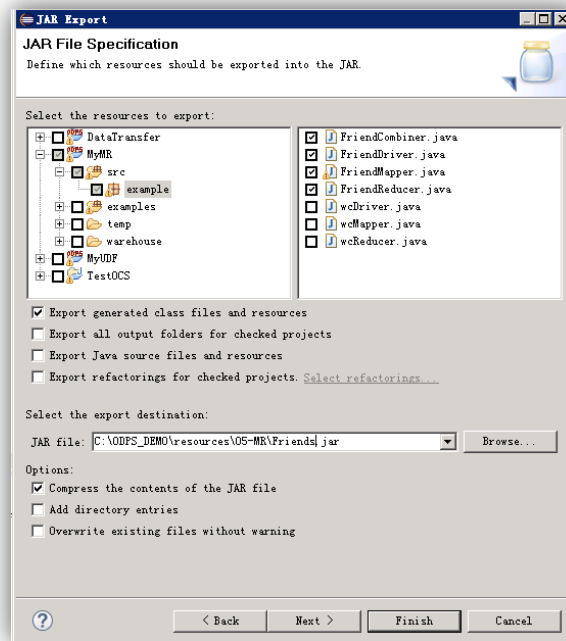 JAR Export
JAR File Specification
Define which resources should be exported into the JAR.
Select the resources to export:
DataTransfer
MyMR
src
example
examples
temp
warehouse
MyUDF
TestOCS
FriendCombiner.java
FriendDriver.java
FriendMapper.java
FriendReducer.java
wcDriver.java
wcMapper.java
wcReducer.java
Export generated class files and resources
Export all output folders for checked projects
Export Java source files and resources
Export refactorings for checked projects. Select refactorings...
Select the export destination:
JAR file: C:\ODPS_DEMO\resources\05-MR\Friends.jar Browse...
Options:
Compress the contents of the JAR file
Add directory entries
Overwrite existing files without warning
? < Back Next > Finish Cancel